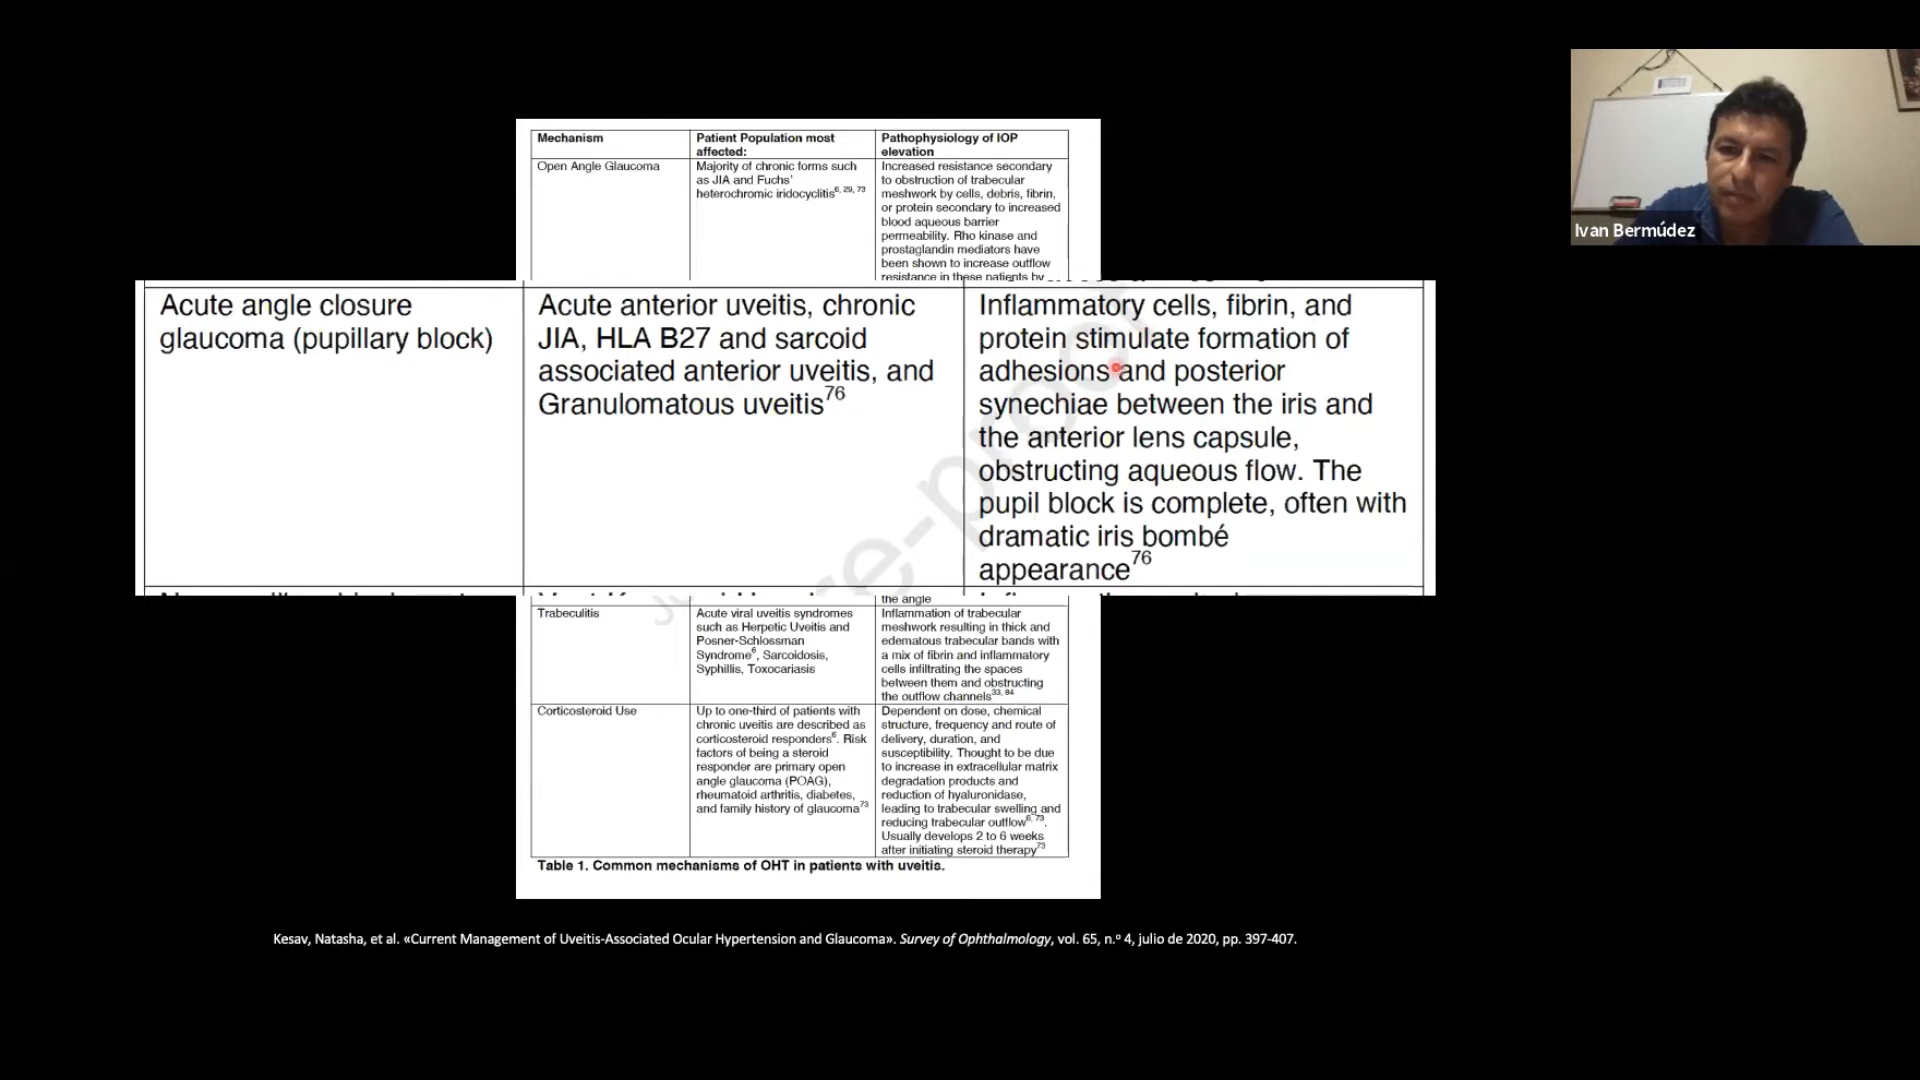 Mechanism
Patient Population most
affected:
Pathophysiology of IOP
elevation
Open Angle Glaucoma
Majority of chronic forms such
as JIA and Fuchs'
heterochromic iridocyclitis6, 29, 73
Increased resistance secondary
to obstruction of trabecular
meshwork by cells, debris, fibrin,
or protein secondary to increased
blood aqueous barrier
permeability. Rho kinase and
prostaglandin mediators have
been shown to increase outflow
resistance in these patients by
Acute angle closure
glaucoma (pupillary block)
Acute anterior uveitis, chronic
JIA, HLA B27 and sarcoid
associated anterior uveitis, and
Granulomatous uveitis76
Inflammatory cells, fibrin, and
protein stimulate formation of
adhesions and posterior
synechiae between the iris and
the anterior lens capsule,
obstructing aqueous flow. The
pupil block is complete, often with
dramatic iris bombé
appearance76
the angle
Trabeculitis
Acute viral uveitis syndromes
such as Herpetic Uveitis and
Posner-Schlossman
Syndrome6, Sarcoidosis,
Syphillis, Toxocariasis
Inflammation of trabecular
meshwork resulting in thick and
edematous trabecular bands with
a mix of fibrin and inflammatory
cells infiltrating the spaces
between them and obstructing
the outflow channels33, 84
Corticosteroid Use
Up to one-third of patients with
chronic uveitis are described as
corticosteroid responders6. Risk
factors of being a steroid
responder are primary open
angle glaucoma (POAG),
rheumatoid arthritis, diabetes,
and family history of glaucoma73
Dependent on dose, chemical
structure, frequency and route of
delivery, duration, and
susceptibility. Thought to be due
to increase in extracellular matrix
degradation products and
reduction of hyaluronidase,
leading to trabecular swelling and
reducing trabecular outflow6, 73.
Usually develops 2 to 6 weeks
after initiating steroid therapy73
Table 1. Common mechanisms of OHT in patients with uveitis.
Kesav, Natasha, et al. «Current Management of Uveitis-Associated Ocular Hypertension and Glaucoma». Survey of Ophthalmology, vol. 65, n.º 4, julio de 2020, pp. 397-407.
Ivan Bermúdez